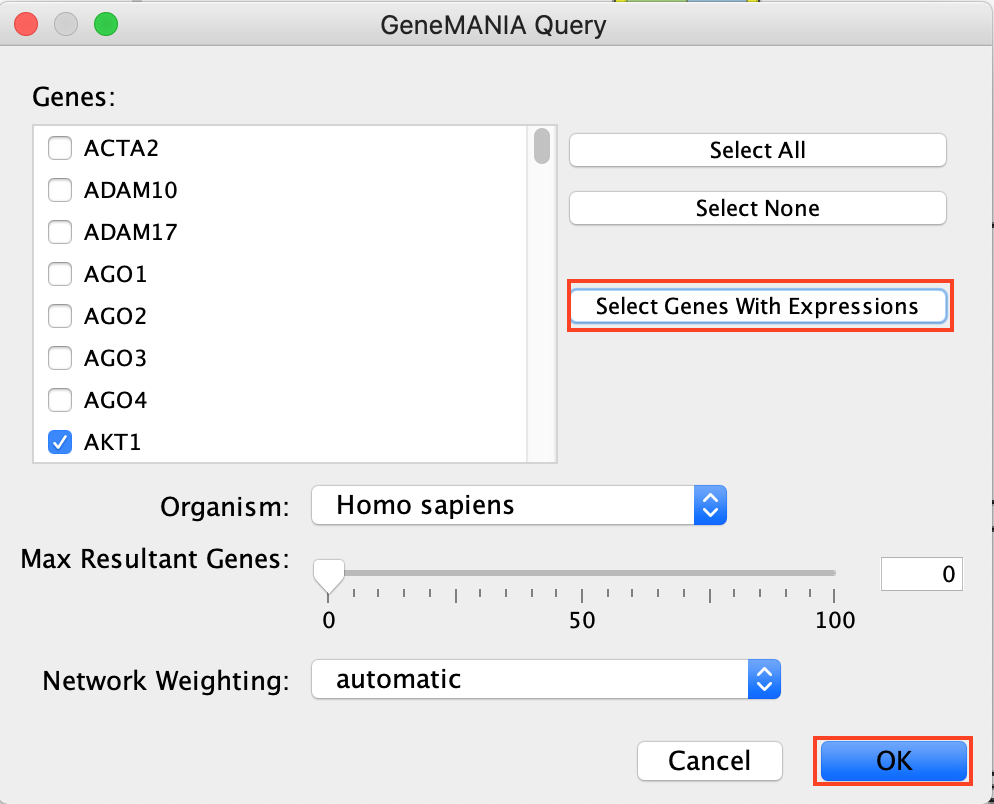 GeneMANIA Query
Genes:
ACTA2
ADAM10
ADAM17
AGO1
AGO2
AGO3
AGO4
AKT1
Select All
Select None
Select Genes With Expressions
Organism: Homo sapiens
Max Resultant Genes: 0
0 50 100
Network Weighting: automatic
Cancel OK